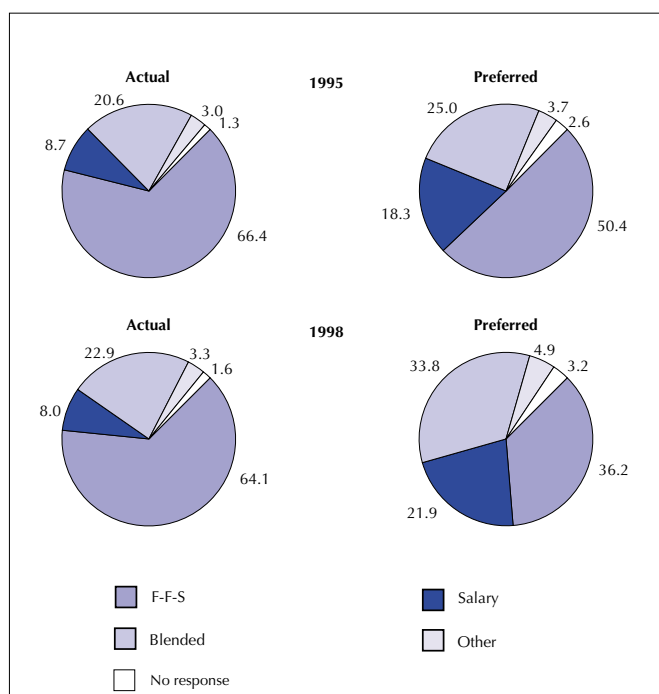 Actual
1995
Preferred
20.6
3.0
1.3
8.7
66.4
25.0
3.7
2.6
18.3
50.4
Actual
1998
Preferred
22.9
3.3
1.6
8.0
64.1
33.8
4.9
3.2
21.9
36.2
F-F-S
Salary
Blended
Other
No response